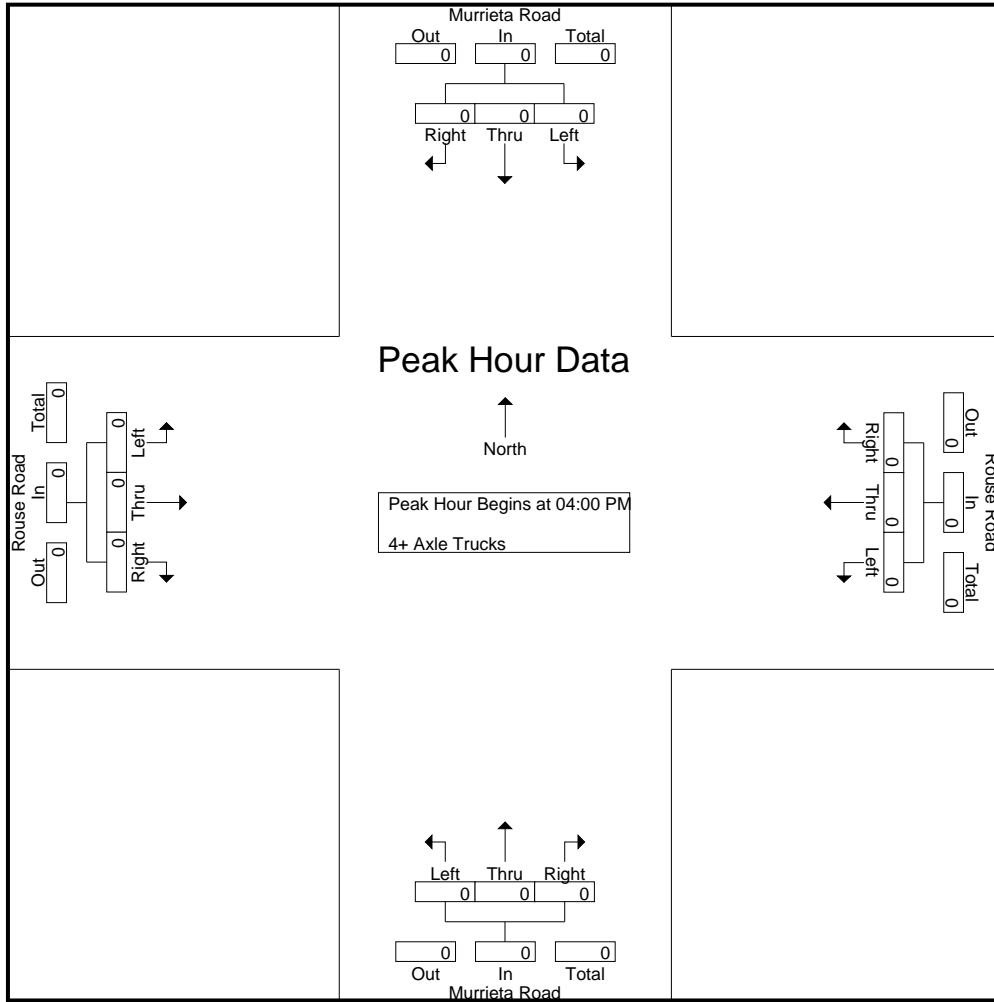 Murrieta Road
Out In Total
0 0 0
0 0 0
Right Thru Left
Peak Hour Data
North
Peak Hour Begins at 04:00 PM
4+ Axle Trucks
Rouse Road
Out In Total
0 0 0
0 0 0
Right Thru Left
Rouse Road
Total In Out
0 0 0
0 0 0
Left Thru Right
Left Thru Right
0 0 0
0 0 0
Out In Total
Murrieta Road